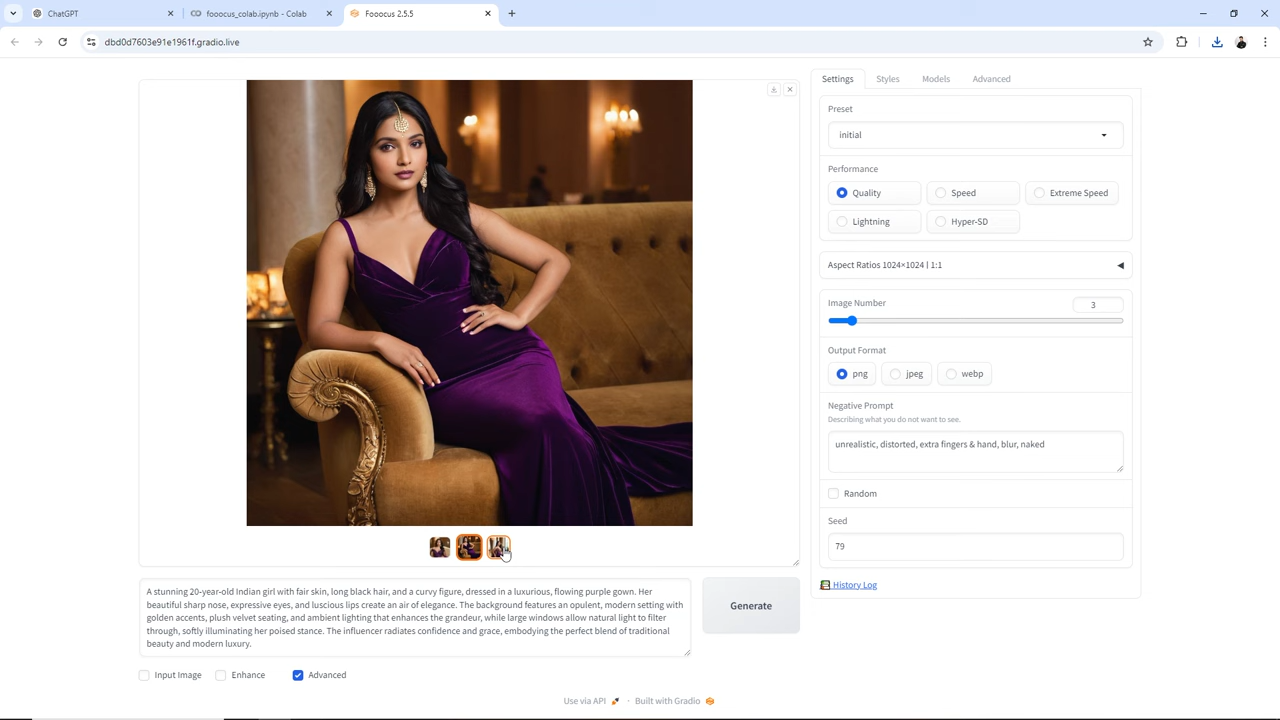 ChatGPT
fooocus_colab.ipynb - Colab
Fooocus 2.5.5
dbd0d7603e91e1961f.gradio.live
Settings
Styles
Models
Advanced
Preset
initial
Performance
Quality
Speed
Extreme Speed
Lightning
Hyper-SD
Aspect Ratios 1024×1024 | 1:1
Image Number
3
Output Format
png
jpeg
webp
Negative Prompt
Describing what you do not want to see.
unrealistic, distorted, extra fingers & hand, blur, naked
Random
Seed
79
History Log
A stunning 20-year-old Indian girl with fair skin, long black hair, and a curvy figure, dressed in a luxurious, flowing purple gown. Her
beautiful sharp nose, expressive eyes, and luscious lips create an air of elegance. The background features an opulent, modern setting with
golden accents, plush velvet seating, and ambient lighting that enhances the grandeur, while large windows allow natural light to filter
through, softly illuminating her poised stance. The influencer radiates confidence and grace, embodying the perfect blend of traditional
beauty and modern luxury.
Generate
Input Image
Enhance
Advanced
Use via API
·
Built with Gradio